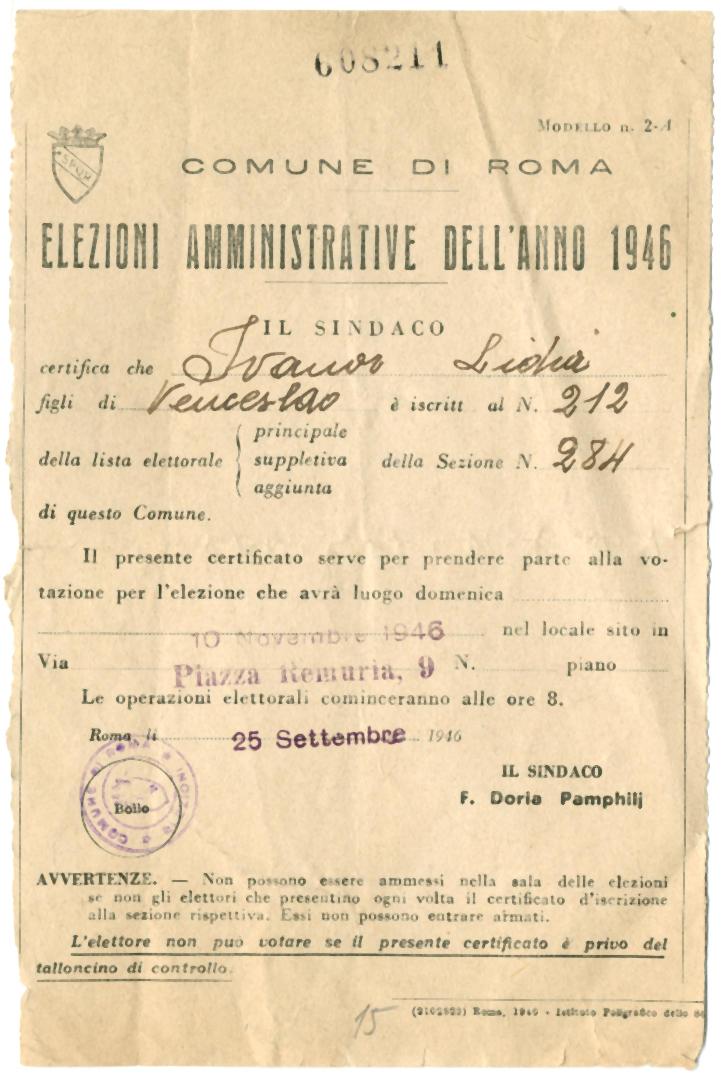 608211
MODELLO n. 2-A
SPQR
COMUNE DI ROMA
ELEZIONI AMMINISTRATIVE DELL'ANNO 1946
IL SINDACO
certifica che Ivanov Lidia
figli di Venceslao è iscritt al N. 212
principale
della lista elettorale suppletiva della Sezione N. 284
aggiunta
di questo Comune.
Il presente certificato serve per prendere parte alla vo-
tazione per l'elezione che avrà luogo domenica
10 Novembre 1946 nel locale sito in
Via Piazza Remuria, 9 N. piano
Le operazioni elettorali cominceranno alle ore 8.
Roma, li 25 Settembre 1946
IL SINDACO
F. Doria Pamphilj
COMUNE DI ROMA
Bollo
AVVERTENZE. — Non possono essere ammessi nella sala delle elezioni
se non gli elettori che presentino ogni volta il certificato d'iscrizione
alla sezione rispettiva. Essi non possono entrare armati.
L'elettore non può votare se il presente certificato è privo del
talloncino di controllo.
15
(9102899) Roma, 1946 - Istituto Poligrafico dello